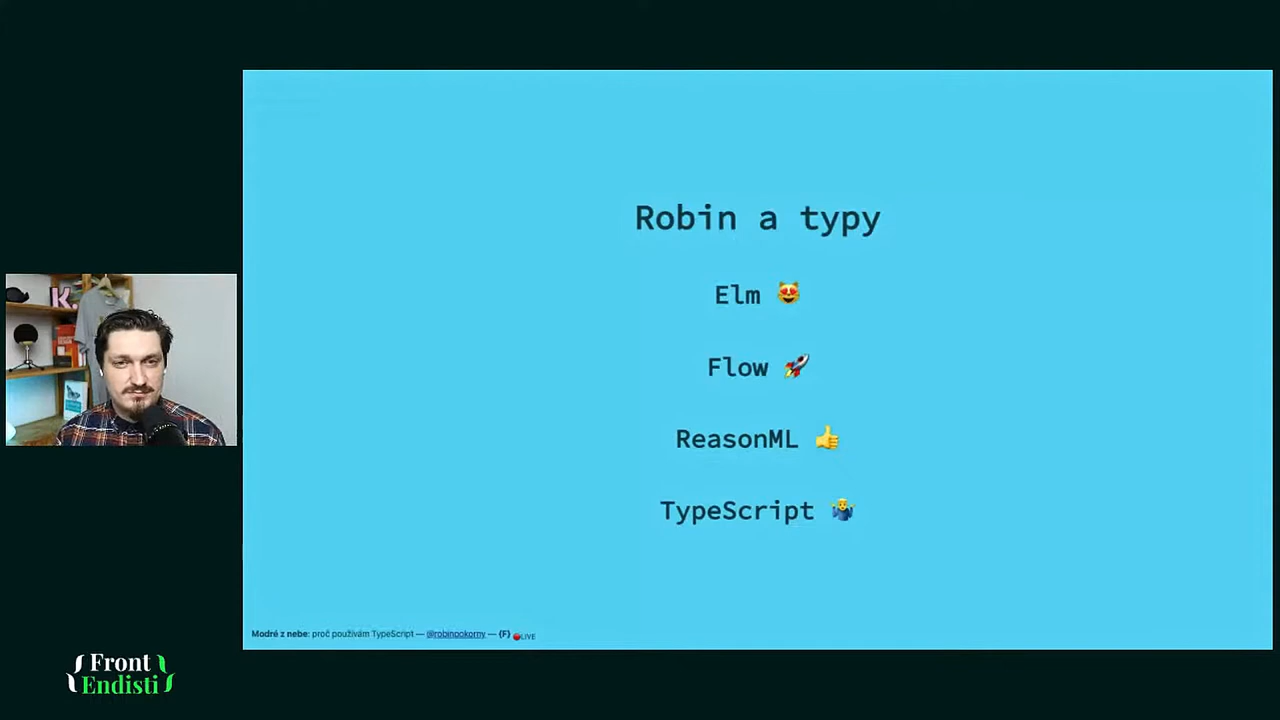 Robin a typy
Elm 😻
Flow 🚀
ReasonML 👍
TypeScript 🤷‍♂️
Modré z nebe: proč používám TypeScript — @robinpokorny — {F} 🔴LIVE
K.
{Front
Endisti}